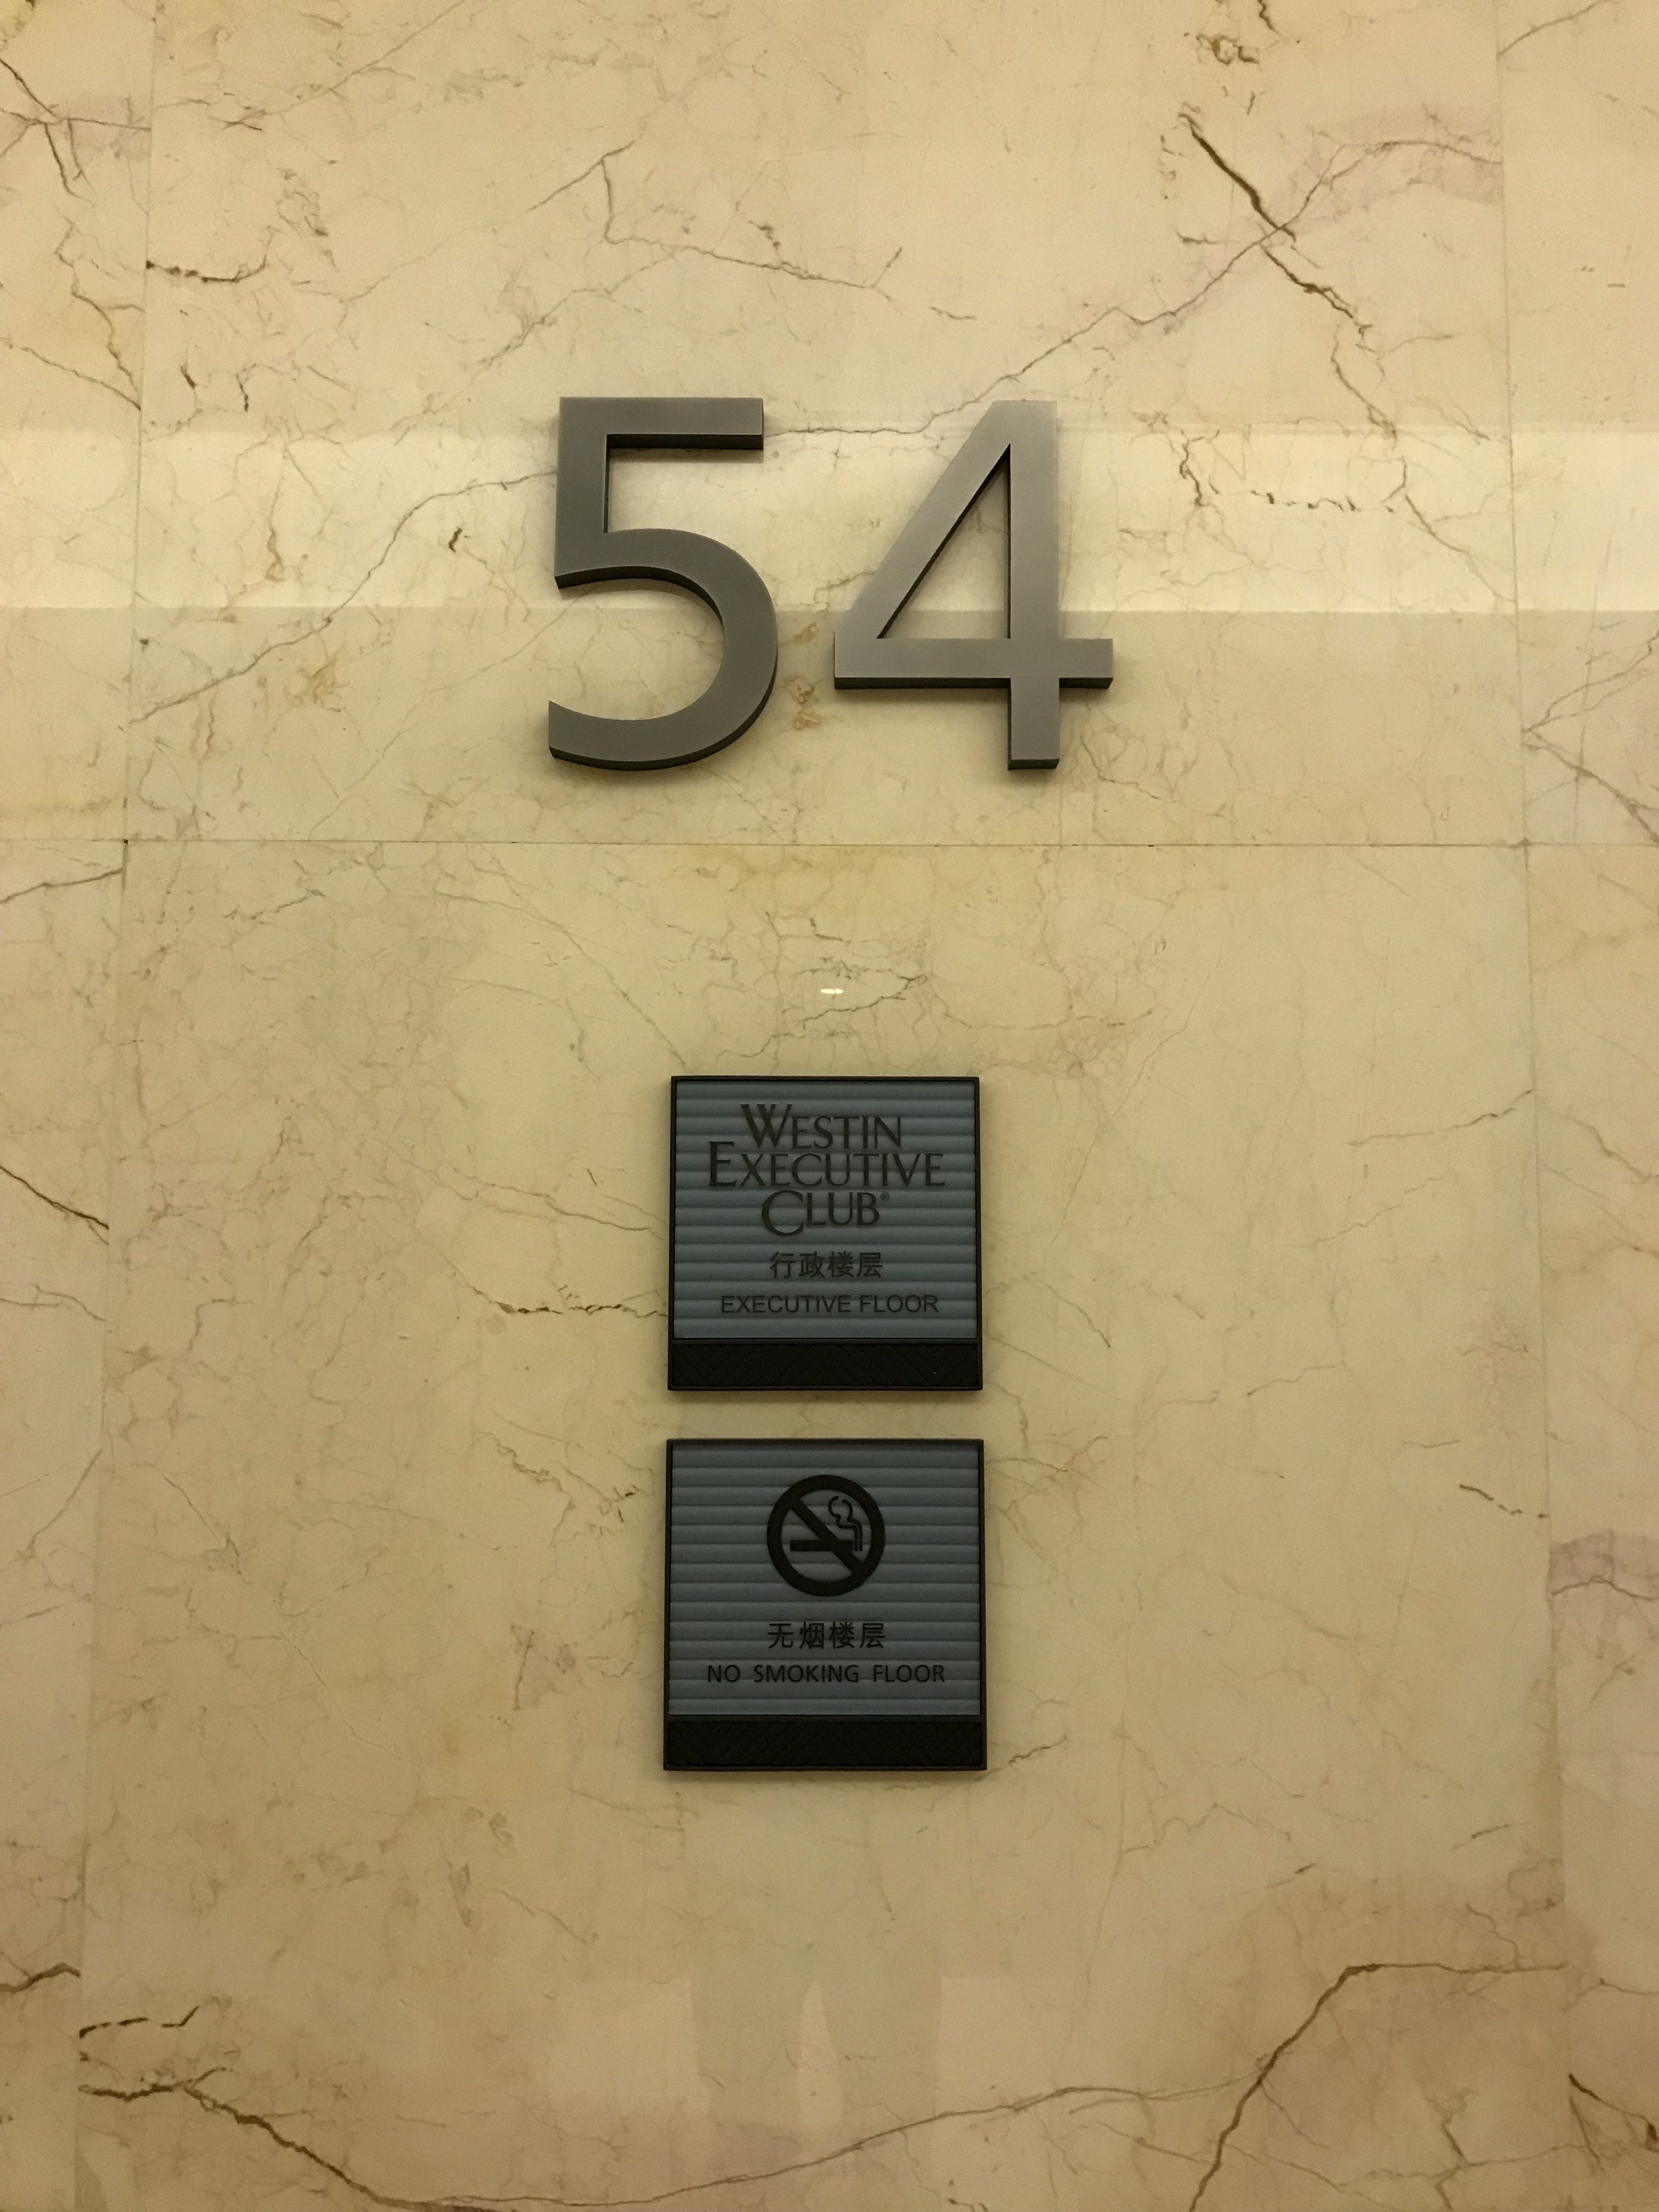 54
WESTIN
EXECUTIVE
CLUB®
行政楼层
EXECUTIVE FLOOR
无烟楼层
NO SMOKING FLOOR